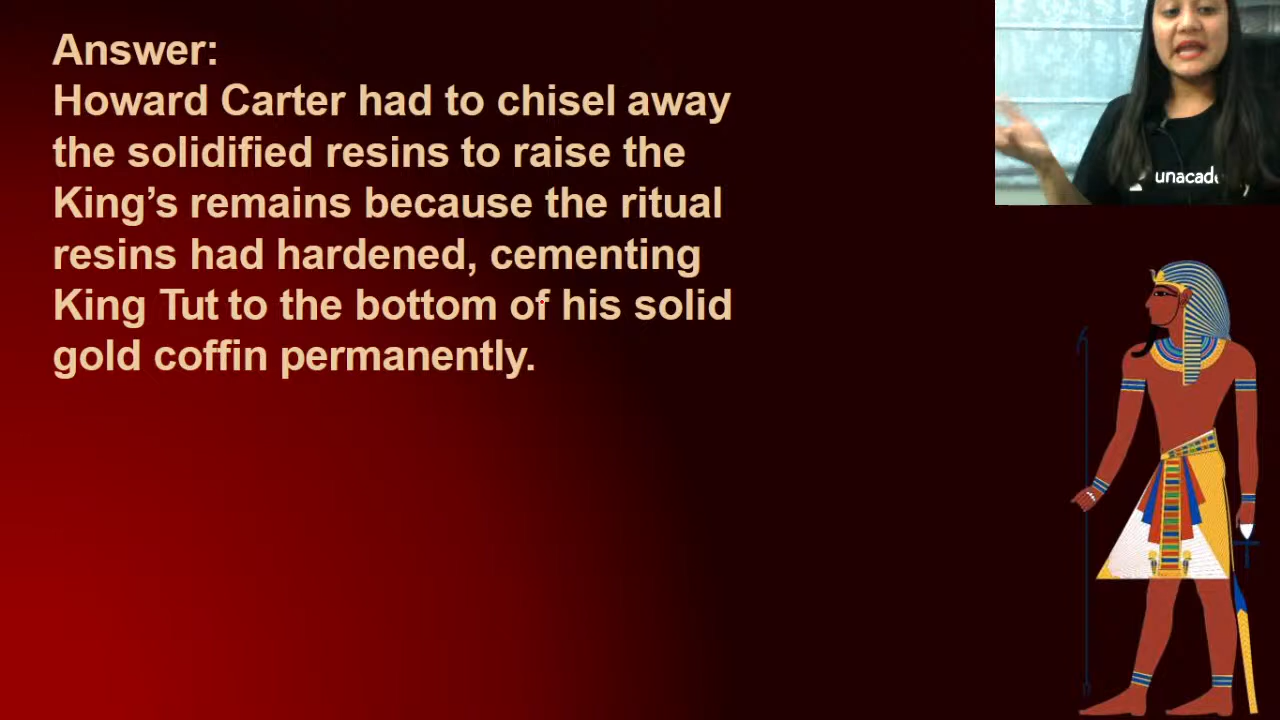 Answer:
Howard Carter had to chisel away
the solidified resins to raise the
King’s remains because the ritual
resins had hardened, cementing
King Tut to the bottom of his solid
gold coffin permanently.